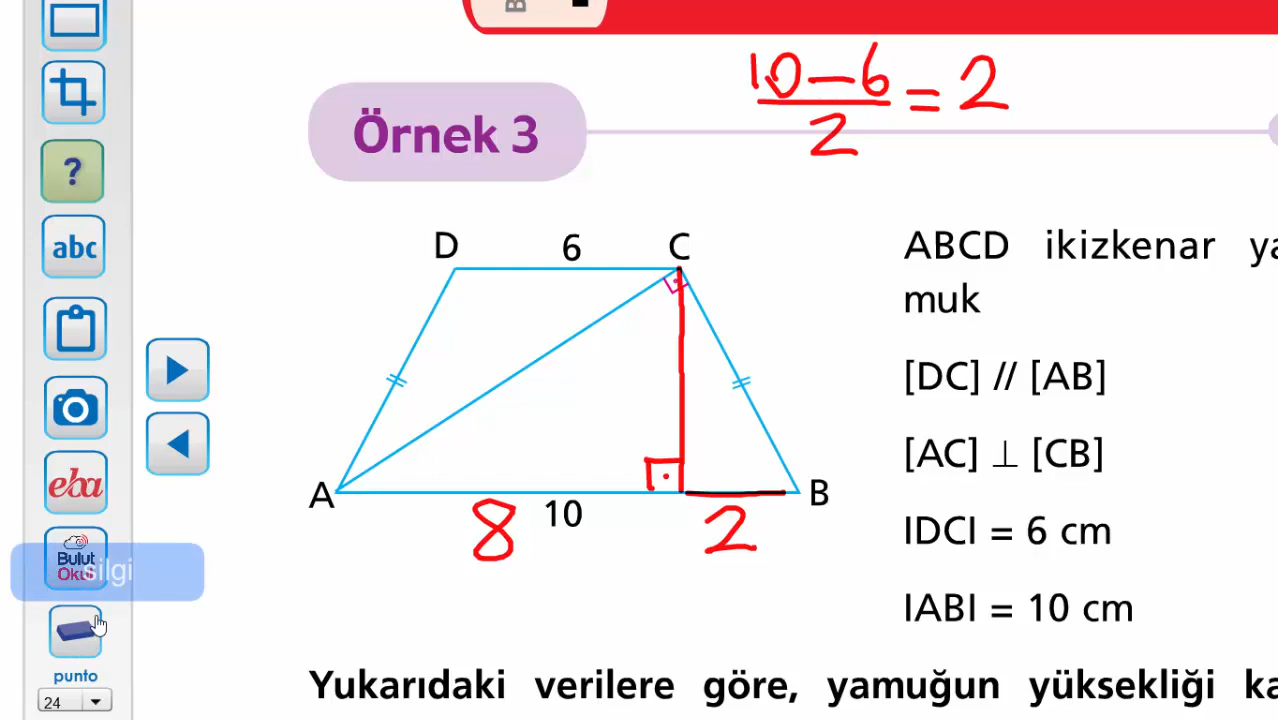 10 - 6 = 2
2
Örnek 3
?
abc
D 6 C
ABCD ikizkenar ya
muk
[DC] // [AB]
[AC] ⊥ [CB]
eba
A 10 B
8 2
IDCI = 6 cm
Bulut
Okul
silgi
IABI = 10 cm
punto
24
Yukarıdaki verilere göre, yamuğun yüksekliği ka